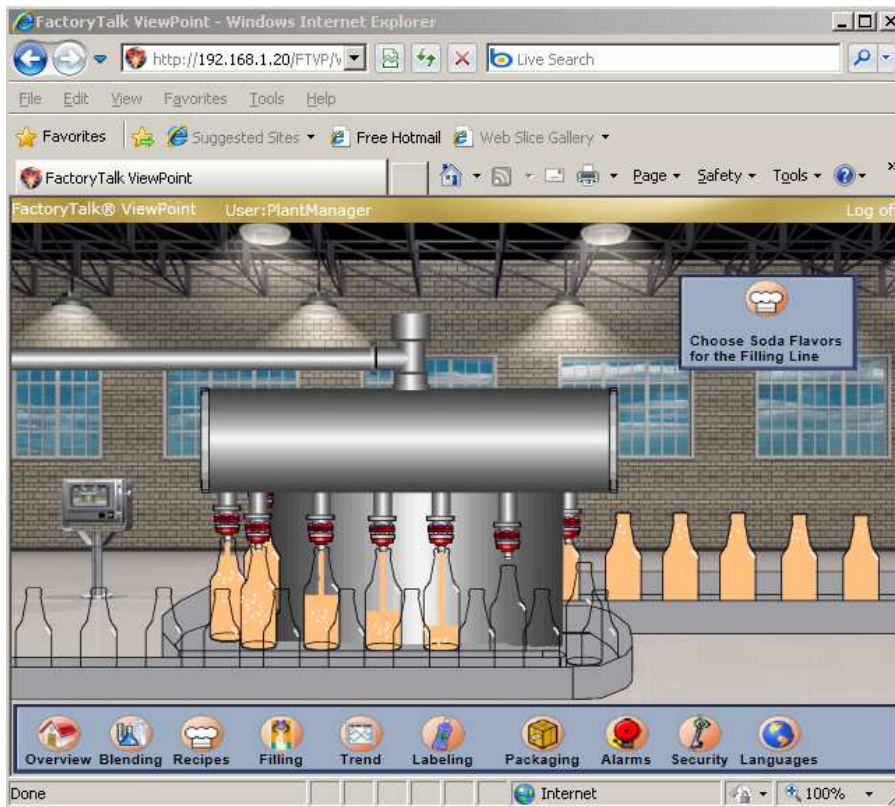 FactoryTalk ViewPoint - Windows Internet Explorer
http://192.168.1.20/FTVP/
Live Search
File Edit View Favorites Tools Help
Favorites Suggested Sites Free Hotmail Web Slice Gallery
FactoryTalk ViewPoint
Page Safety Tools
FactoryTalk® ViewPoint User:PlantManager Log of
Choose Soda Flavors
for the Filling Line
Overview Blending Recipes Filling Trend Labeling Packaging Alarms Security Languages
Done Internet 100%